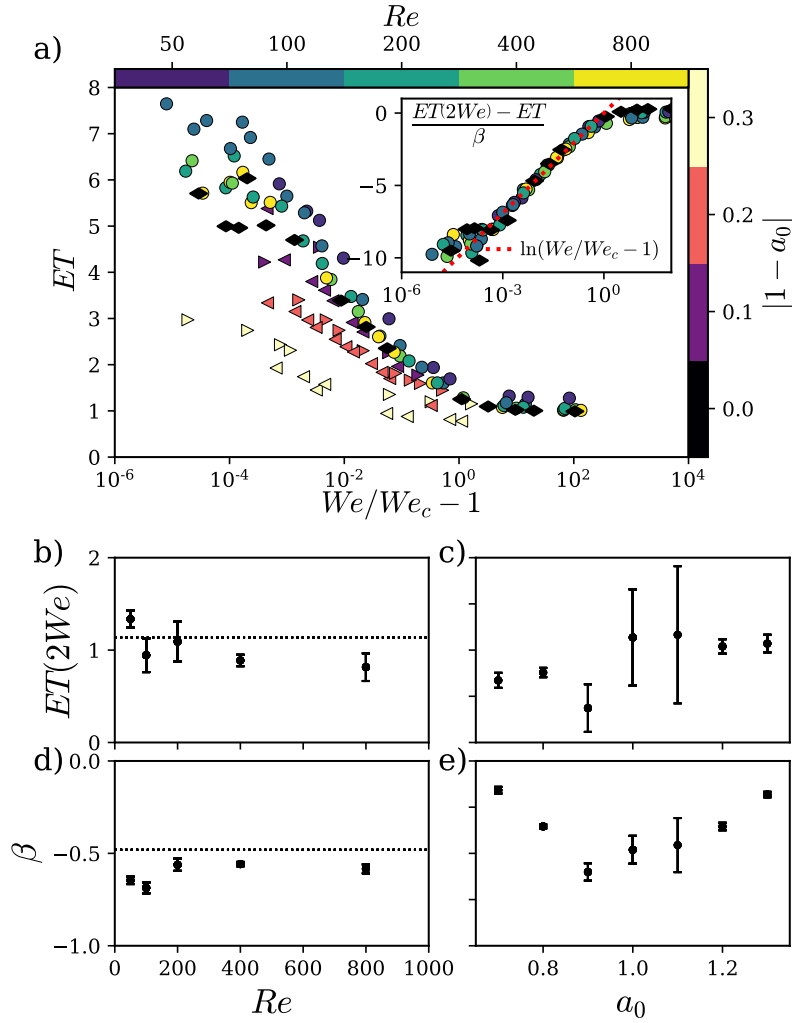 Re
a)
50 100 200 400 800
8
7
6
5
4
3
2
1
0
ET
10^-6 10^-4 10^-2 10^0 10^2 10^4
We/We_c − 1
0.3
0.2
0.1
0.0
|1 − a_0|
ET(2We) − ET
β
0
−5
−10
10^-6 10^-3 10^0
ln(We/We_c − 1)
b)
2
1
1
ET(2We)
c)
d)
0.0
−0.5
−1.0
β
0 200 400 600 800 1000
Re
e)
0.8 1.0 1.2
a_0